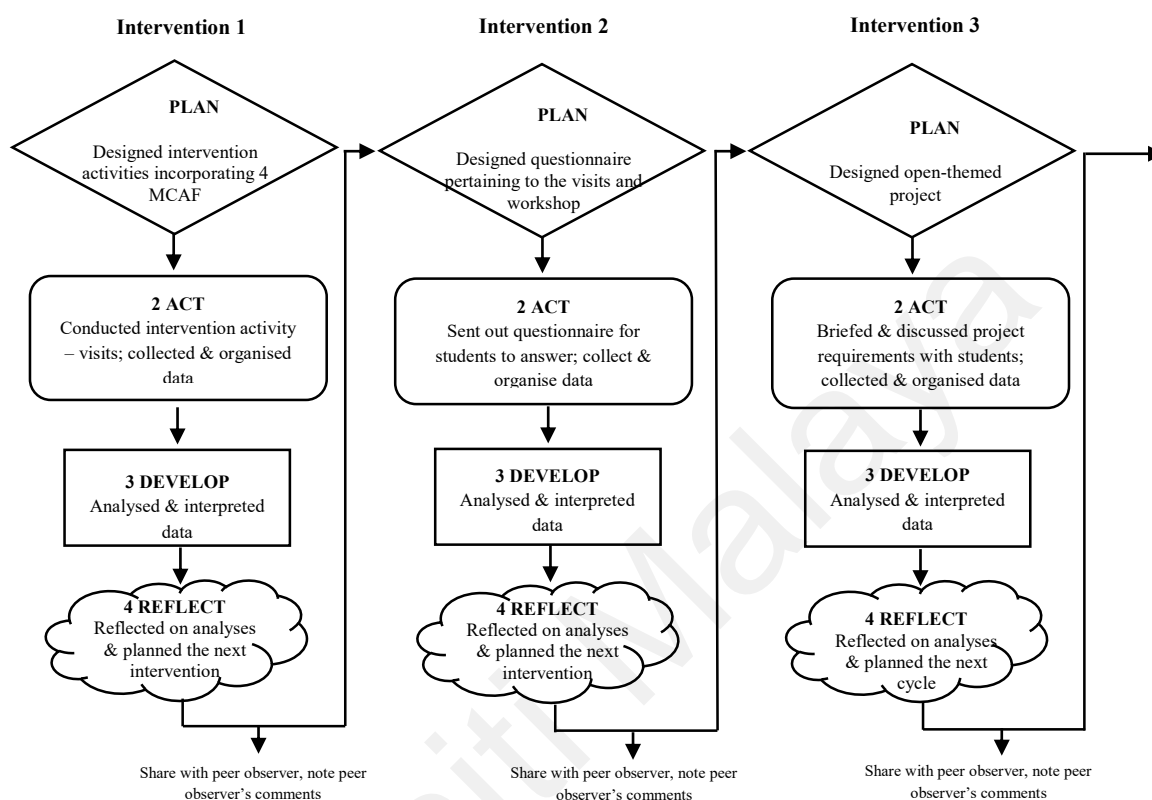 Intervention 1
PLAN
Designed intervention
activities incorporating 4
MCAF
2 ACT
Conducted intervention activity
– visits; collected & organised
data
3 DEVELOP
Analysed & interpreted
data
4 REFLECT
Reflected on analyses
& planned the next
intervention
Share with peer observer, note peer
observer's comments
Intervention 2
PLAN
Designed questionnaire
pertaining to the visits and
workshop
2 ACT
Sent out questionnaire for
students to answer; collect &
organise data
3 DEVELOP
Analysed & interpreted
data
4 REFLECT
Reflected on analyses
& planned the next
intervention
Share with peer observer, note peer
observer's comments
Intervention 3
PLAN
Designed open-themed
project
2 ACT
Briefed & discussed project
requirements with students;
collected & organised data
3 DEVELOP
Analysed & interpreted
data
4 REFLECT
Reflected on analyses
& planned the next
cycle
Share with peer observer, note peer
observer's comments
iti Malaya